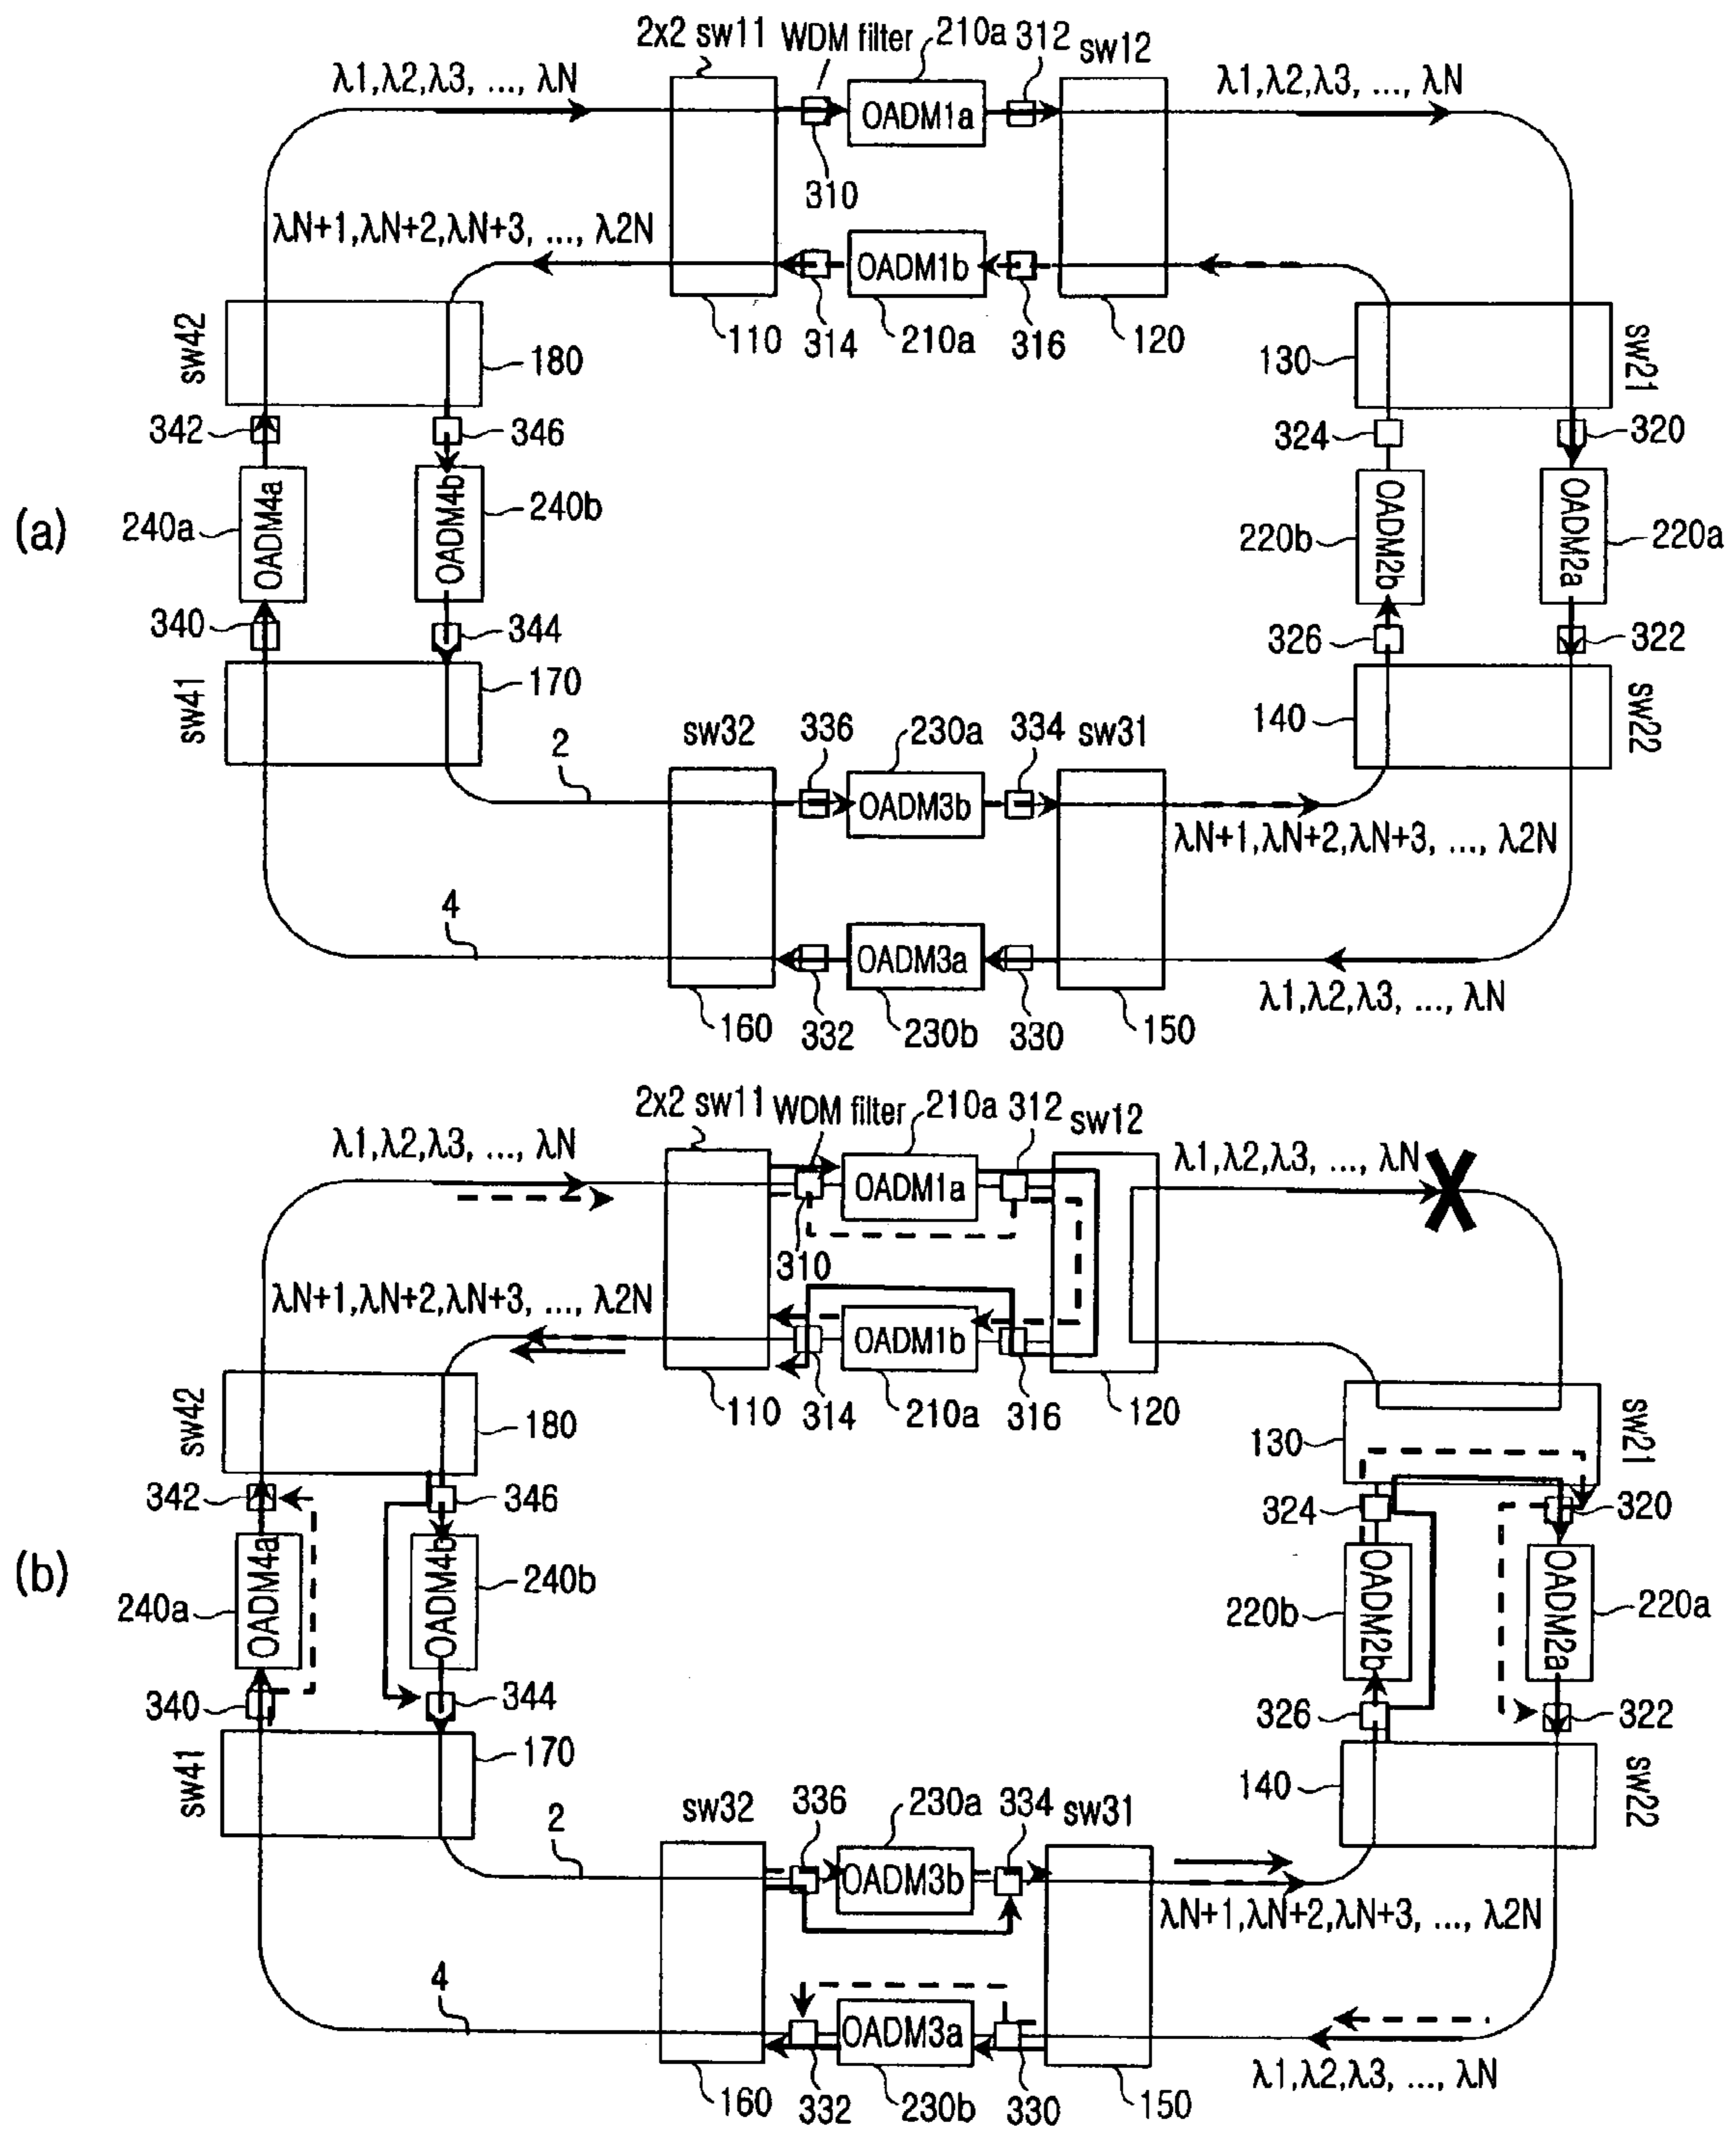 2x2 sw11 WDM filter 210a 312 sw12
λ1,λ2,λ3, ..., λN
λ1,λ2,λ3, ..., λN
OADM1a
310
λN+1,λN+2,λN+3, ..., λ2N
OADM1b
sw42
180
110
314
210a
316
120
130
sw21
342
346
324
320
(a)
240a
OADM4a
OADM4b
240b
220b
OADM2b
OADM2a
220a
340
344
326
322
sw41
170
140
sw22
2
sw32
336
230a
334
sw31
OADM3b
λN+1,λN+2,λN+3, ..., λ2N
4
OADM3a
λ1,λ2,λ3, ..., λN
160
332
230b
330
150
2x2 sw11 WDM filter 210a 312 sw12
λ1,λ2,λ3, ..., λN
λ1,λ2,λ3, ..., λN
OADM1a
310
λN+1,λN+2,λN+3, ..., λ2N
OADM1b
sw42
180
110
314
210a
316
120
130
sw21
342
346
324
320
(b)
240a
OADM4a
OADM4b
240b
220b
OADM2b
OADM2a
220a
340
344
326
322
sw41
170
140
sw22
2
sw32
336
230a
334
sw31
OADM3b
λN+1,λN+2,λN+3, ..., λ2N
4
OADM3a
λ1,λ2,λ3, ..., λN
160
332
230b
330
150